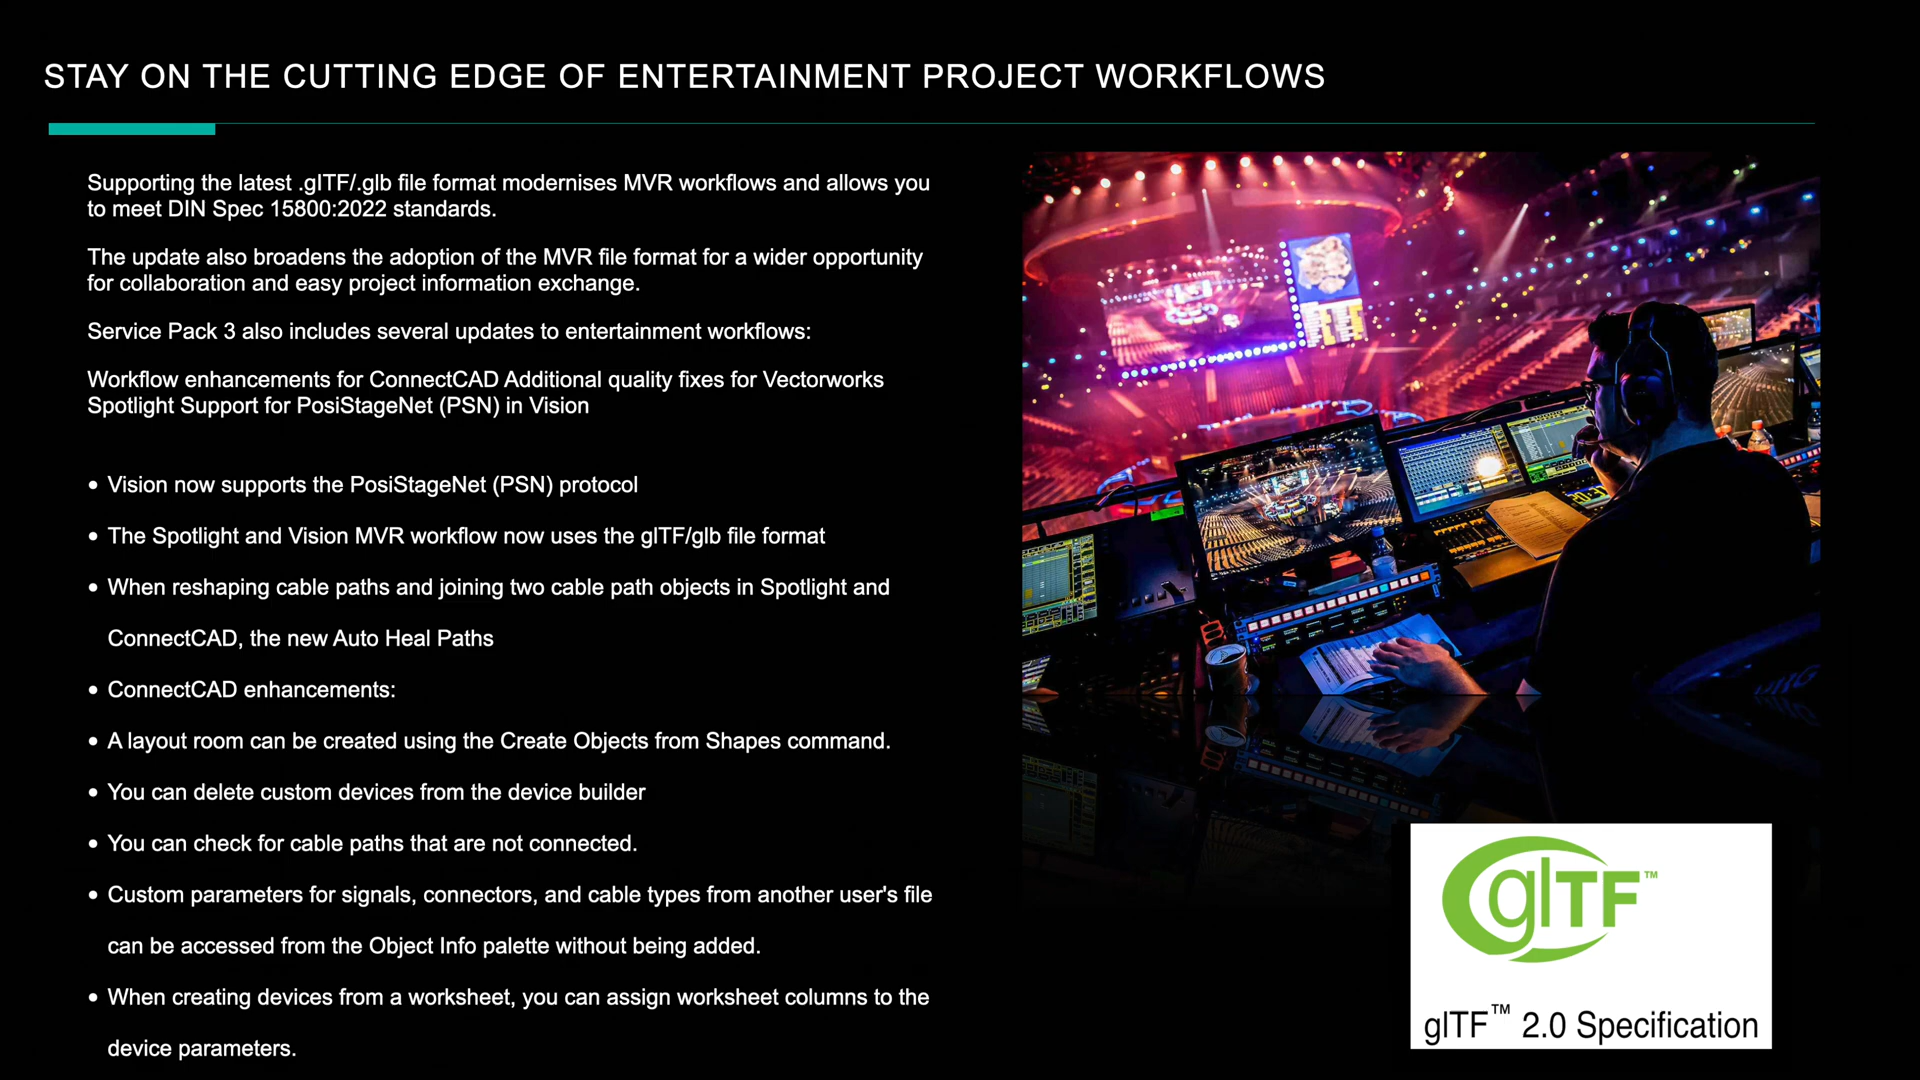 STAY ON THE CUTTING EDGE OF ENTERTAINMENT PROJECT WORKFLOWS
Supporting the latest .glTF/.glb file format modernises MVR workflows and allows you
to meet DIN Spec 15800:2022 standards.
The update also broadens the adoption of the MVR file format for a wider opportunity
for collaboration and easy project information exchange.
Service Pack 3 also includes several updates to entertainment workflows:
Workflow enhancements for ConnectCAD Additional quality fixes for Vectorworks
Spotlight Support for PosiStageNet (PSN) in Vision
• Vision now supports the PosiStageNet (PSN) protocol
• The Spotlight and Vision MVR workflow now uses the glTF/glb file format
• When reshaping cable paths and joining two cable path objects in Spotlight and
ConnectCAD, the new Auto Heal Paths
• ConnectCAD enhancements:
• A layout room can be created using the Create Objects from Shapes command.
• You can delete custom devices from the device builder
• You can check for cable paths that are not connected.
• Custom parameters for signals, connectors, and cable types from another user's file
can be accessed from the Object Info palette without being added.
• When creating devices from a worksheet, you can assign worksheet columns to the
device parameters.
glTF™
glTF™ 2.0 Specification